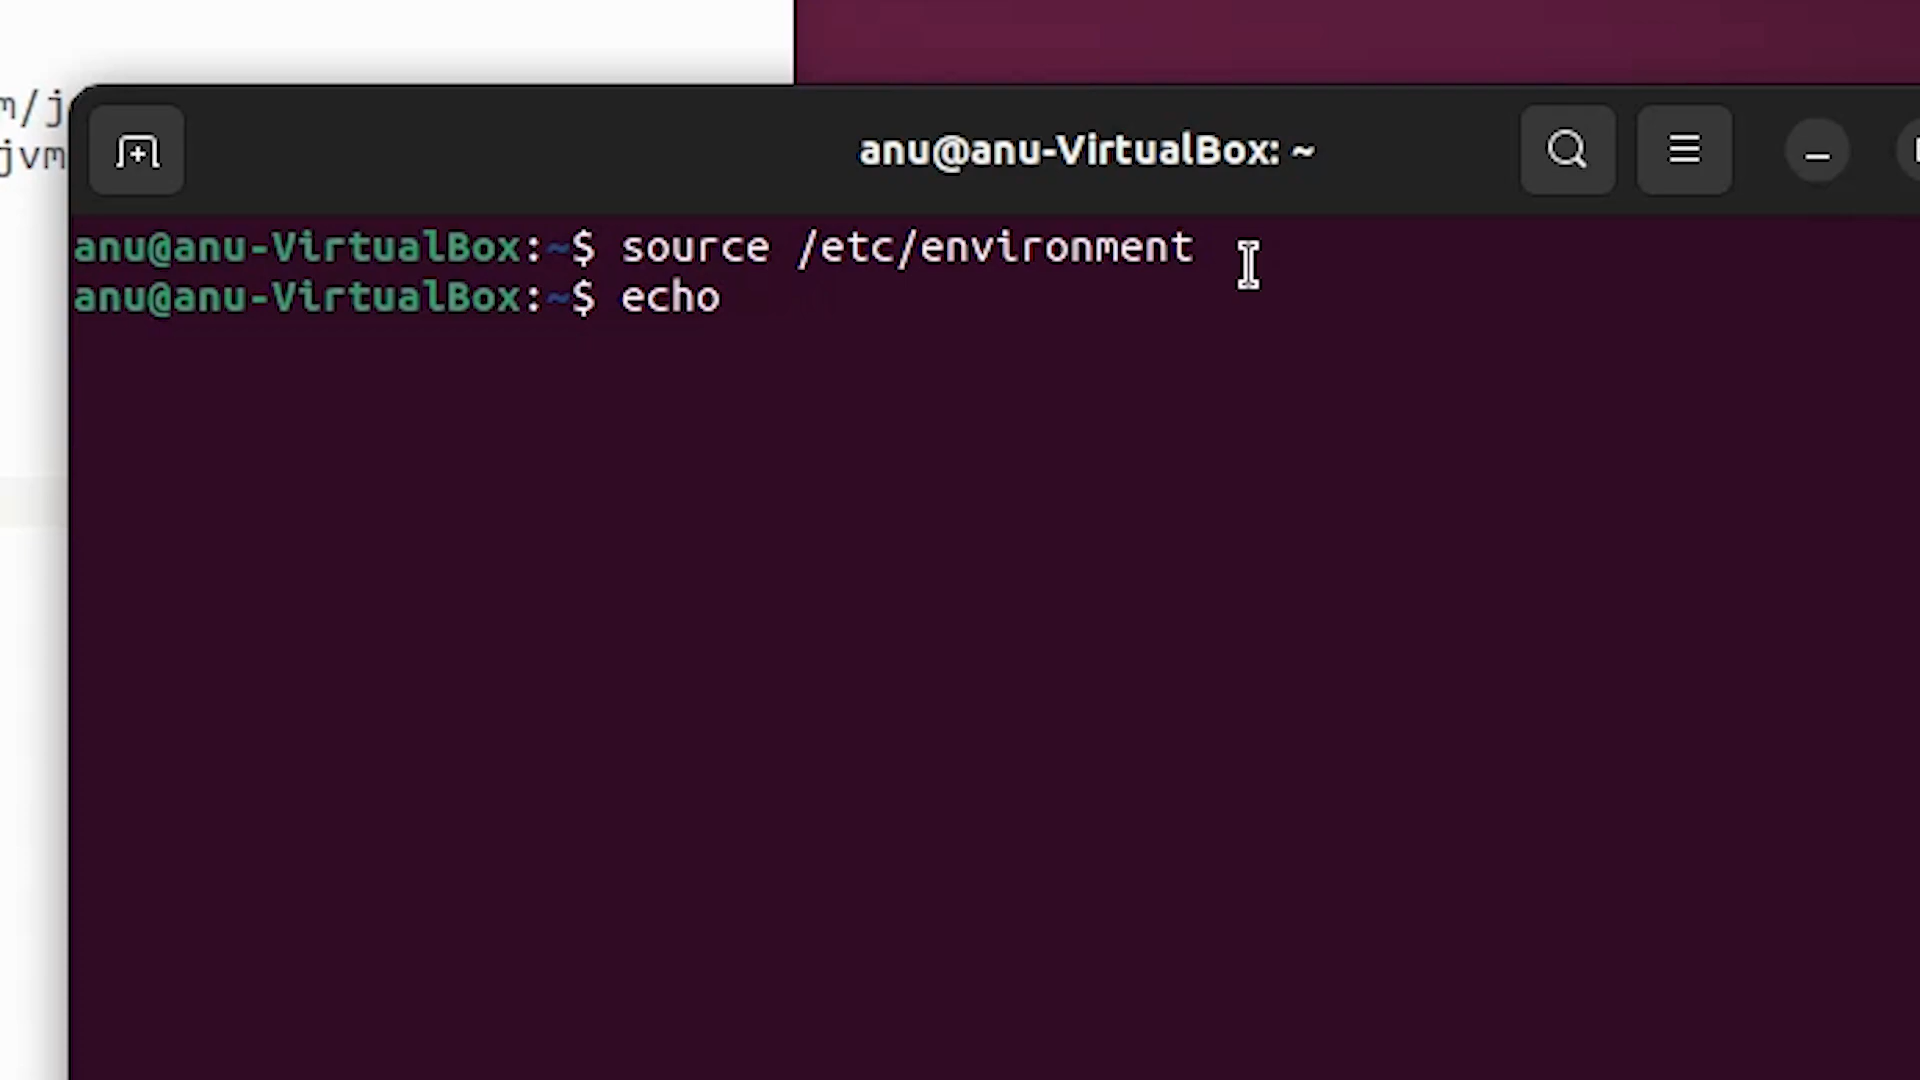 m/j
jvm
anu@anu-VirtualBox: ~
anu@anu-VirtualBox:~$ source /etc/environment
anu@anu-VirtualBox:~$ echo